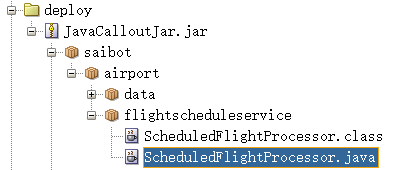 deploy
JavaCalloutJar.jar
saibot
airport
data
flightscheduleservice
ScheduledFlightProcessor.class
ScheduledFlightProcessor.java